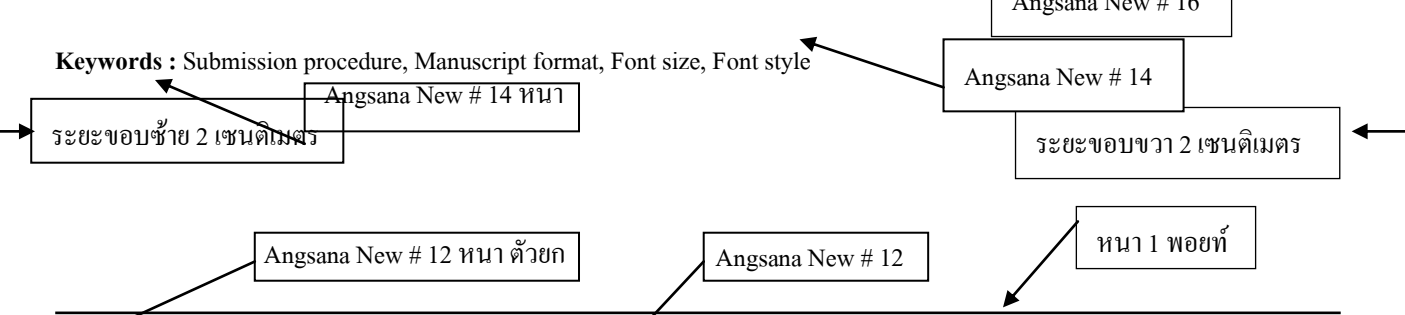 Angsana New # 16
Keywords : Submission procedure, Manuscript format, Font size, Font style
Angsana New # 14
Angsana New # 14 หนา
ระยะขอบซ้าย 2 เซนติเมตร
ระยะขอบขวา 2 เซนติเมตร
หนา 1 พอยท์
Angsana New # 12 หนา ตัวยก
Angsana New # 12